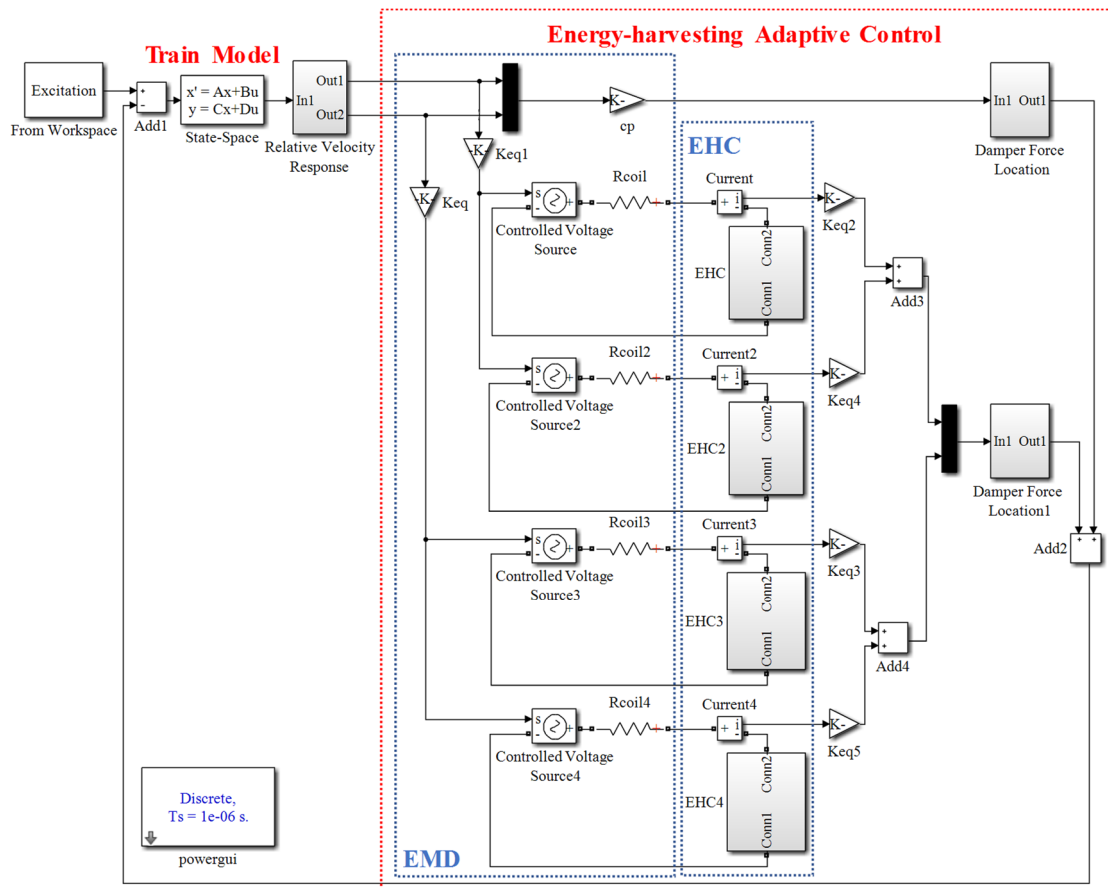 Energy-harvesting Adaptive Control
Train Model
Excitation
From Workspace
+
-
Add1
x' = Ax+Bu
y = Cx+Du
State-Space
In1
Out1
Out2
Relative Velocity
Response
K-
cp
In1 Out1
Damper Force
Location
-K-
Keq1
-K-
Keq
EHC
s
-
+
Controlled Voltage
Source
Rcoil
+
Current
+
i
-
EHC
Conn2
Conn1
K-
Keq2
+
+
Add3
s
-
+
Controlled Voltage
Source2
Rcoil2
+
Current2
+
i
-
EHC2
Conn2
Conn1
K-
Keq4
In1 Out1
Damper Force
Location1
s
-
+
Controlled Voltage
Source3
Rcoil3
+
Current3
+
i
-
EHC3
Conn2
Conn1
K-
Keq3
+
+
Add2
+
+
Add4
s
-
+
Controlled Voltage
Source4
Rcoil4
+
Current4
+
i
-
EHC4
Conn2
Conn1
K-
Keq5
Discrete,
Ts = 1e-06 s.
powergui
EMD